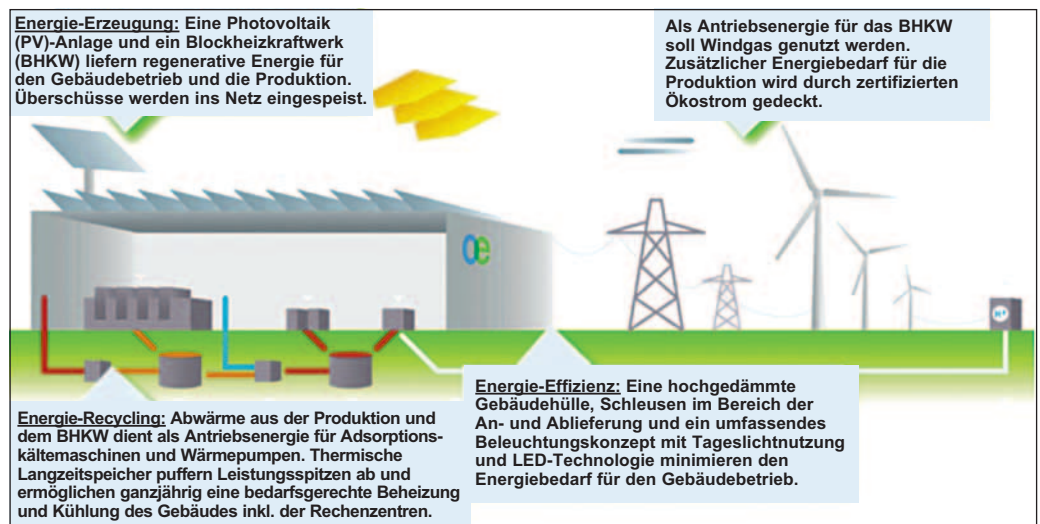 Energie-Erzeugung: Eine Photovoltaik
(PV)-Anlage und ein Blockheizkraftwerk
(BHKW) liefern regenerative Energie für
den Gebäudebetrieb und die Produktion.
Überschüsse werden ins Netz eingespeist.
Als Antriebsenergie für das BHKW
soll Windgas genutzt werden.
Zusätzlicher Energiebedarf für die
Produktion wird durch zertifizierten
Ökostrom gedeckt.
oe
Energie-Recycling: Abwärme aus der Produktion und
dem BHKW dient als Antriebsenergie für Adsorptions-
kältemaschinen und Wärmepumpen. Thermische
Langzeitspeicher puffern Leistungsspitzen ab und
ermöglichen ganzjährig eine bedarfsgerechte Beheizung
und Kühlung des Gebäudes inkl. der Rechenzentren.
Energie-Effizienz: Eine hochgedämmte
Gebäudehülle, Schleusen im Bereich der
An- und Ablieferung und ein umfassendes
Beleuchtungskonzept mit Tageslichtnutzung
und LED-Technologie minimieren den
Energiebedarf für den Gebäudebetrieb.